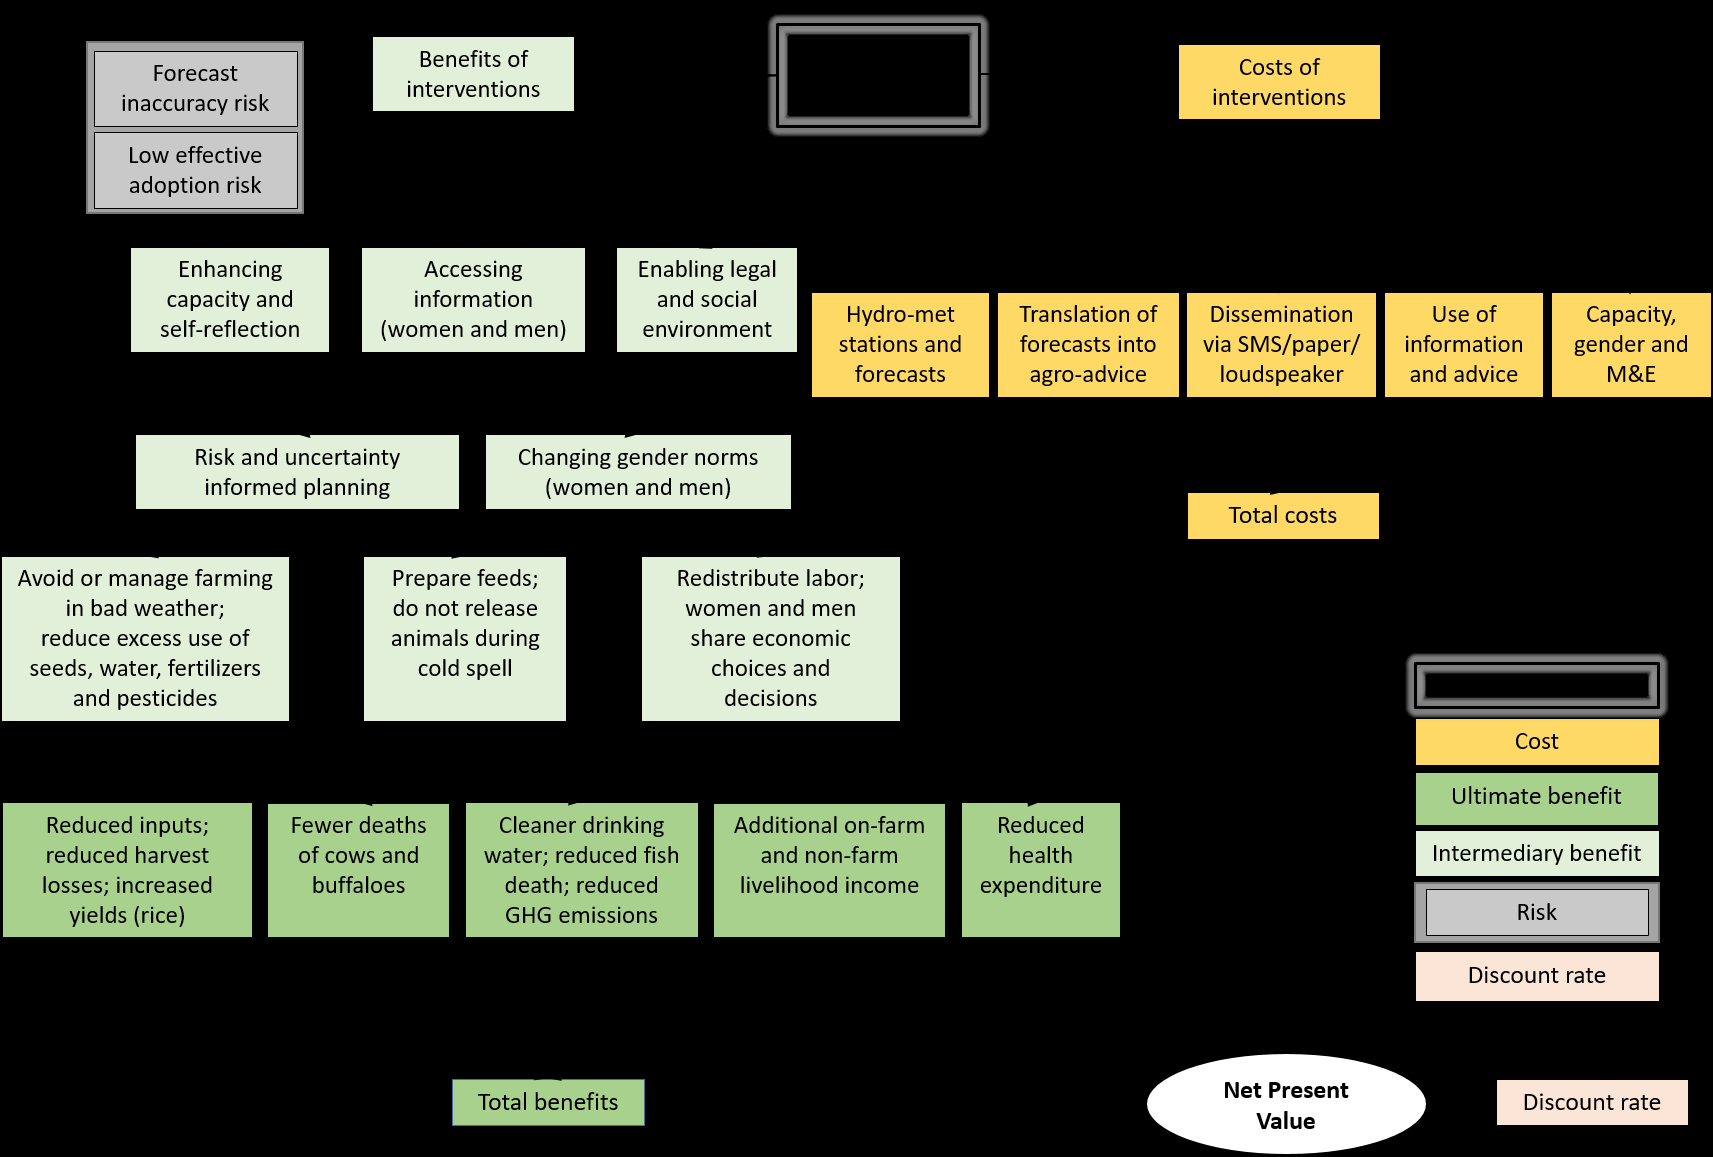 Forecast
inaccuracy risk
Low effective
adoption risk
Benefits of
interventions
Costs of
interventions
Enhancing
capacity and
self-reflection
Accessing
information
(women and men)
Enabling legal
and social
environment
Hydro-met
stations and
forecasts
Translation of
forecasts into
agro-advice
Dissemination
via SMS/paper/
loudspeaker
Use of
information
and advice
Capacity,
gender and
M&E
Risk and uncertainty
informed planning
Changing gender norms
(women and men)
Total costs
Avoid or manage farming
in bad weather;
reduce excess use of
seeds, water, fertilizers
and pesticides
Prepare feeds;
do not release
animals during
cold spell
Redistribute labor;
women and men
share economic
choices and
decisions
Cost
Ultimate benefit
Intermediary benefit
Risk
Discount rate
Reduced inputs;
reduced harvest
losses; increased
yields (rice)
Fewer deaths
of cows and
buffaloes
Cleaner drinking
water; reduced fish
death; reduced
GHG emissions
Additional on-farm
and non-farm
livelihood income
Reduced
health
expenditure
Total benefits
Net Present
Value
Discount rate